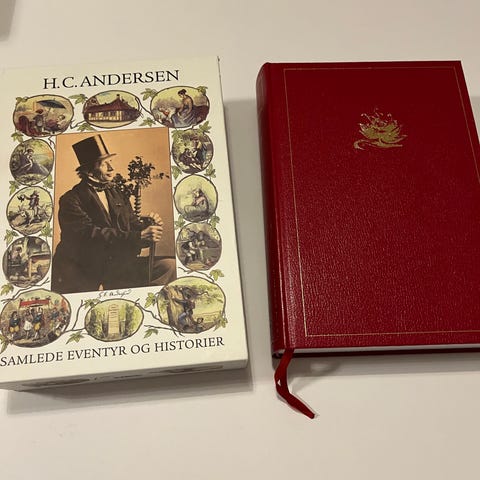 H.C. ANDERSEN
SAMLEDE EVENTYR OG HISTORIER